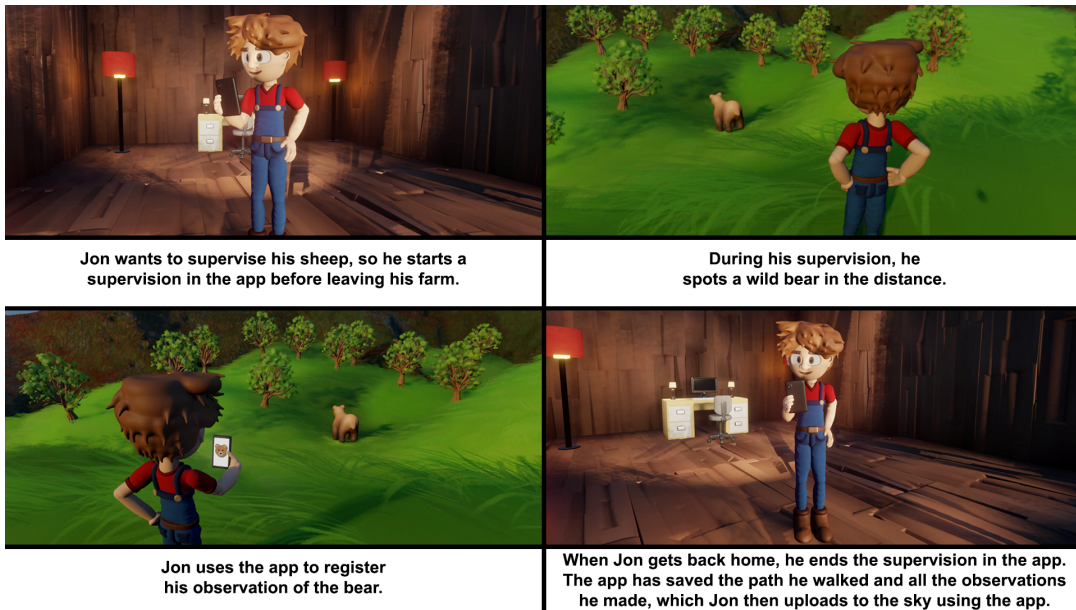 Jon wants to supervise his sheep, so he starts a
supervision in the app before leaving his farm.
During his supervision, he
spots a wild bear in the distance.
Jon uses the app to register
his observation of the bear.
When Jon gets back home, he ends the supervision in the app.
The app has saved the path he walked and all the observations
he made, which Jon then uploads to the sky using the app.